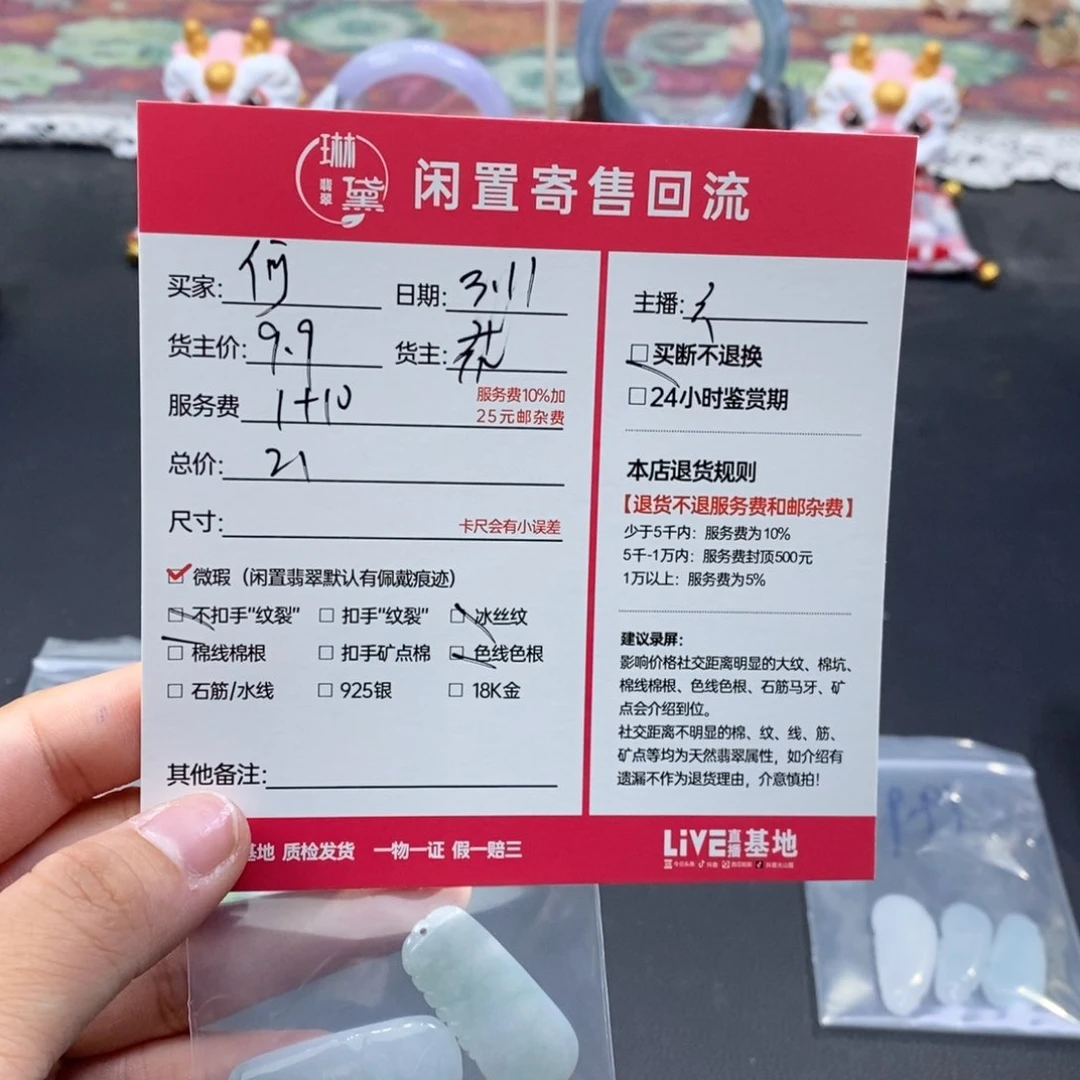 琳黛
翡翠
闲置寄售回流
买家: 何
日期: 3.11
货主价: 9.9
货主:
服务费 1+10
服务费10%加
25元邮杂费
总价: 21
尺寸:
卡尺会有小误差
微瑕（闲置翡翠默认有佩戴痕迹）
□ 不扣手"纹裂" □ 扣手"纹裂" □ 冰丝纹
□ 棉线棉根 □ 扣手矿点棉 □ 色线色根
□ 石筋/水线 □ 925银 □ 18K金
其他备注:
主播:
□买断不退换
□24小时鉴赏期
本店退货规则
【退货不退服务费和邮杂费】
少于5千内：服务费为10%
5千-1万内：服务费封顶500元
1万以上：服务费为5%
建议录屏：
影响价格社交距离明显的大纹、棉坑、
棉线棉根、色线色根、石筋马牙、矿
点会介绍到位。
社交距离不明显的棉、纹、线、筋、
矿点等均为天然翡翠属性，如介绍有
遗漏不作为退货理由，介意慎拍！
基地 质检发货 一物一证 假一赔三
LiVE直播基地